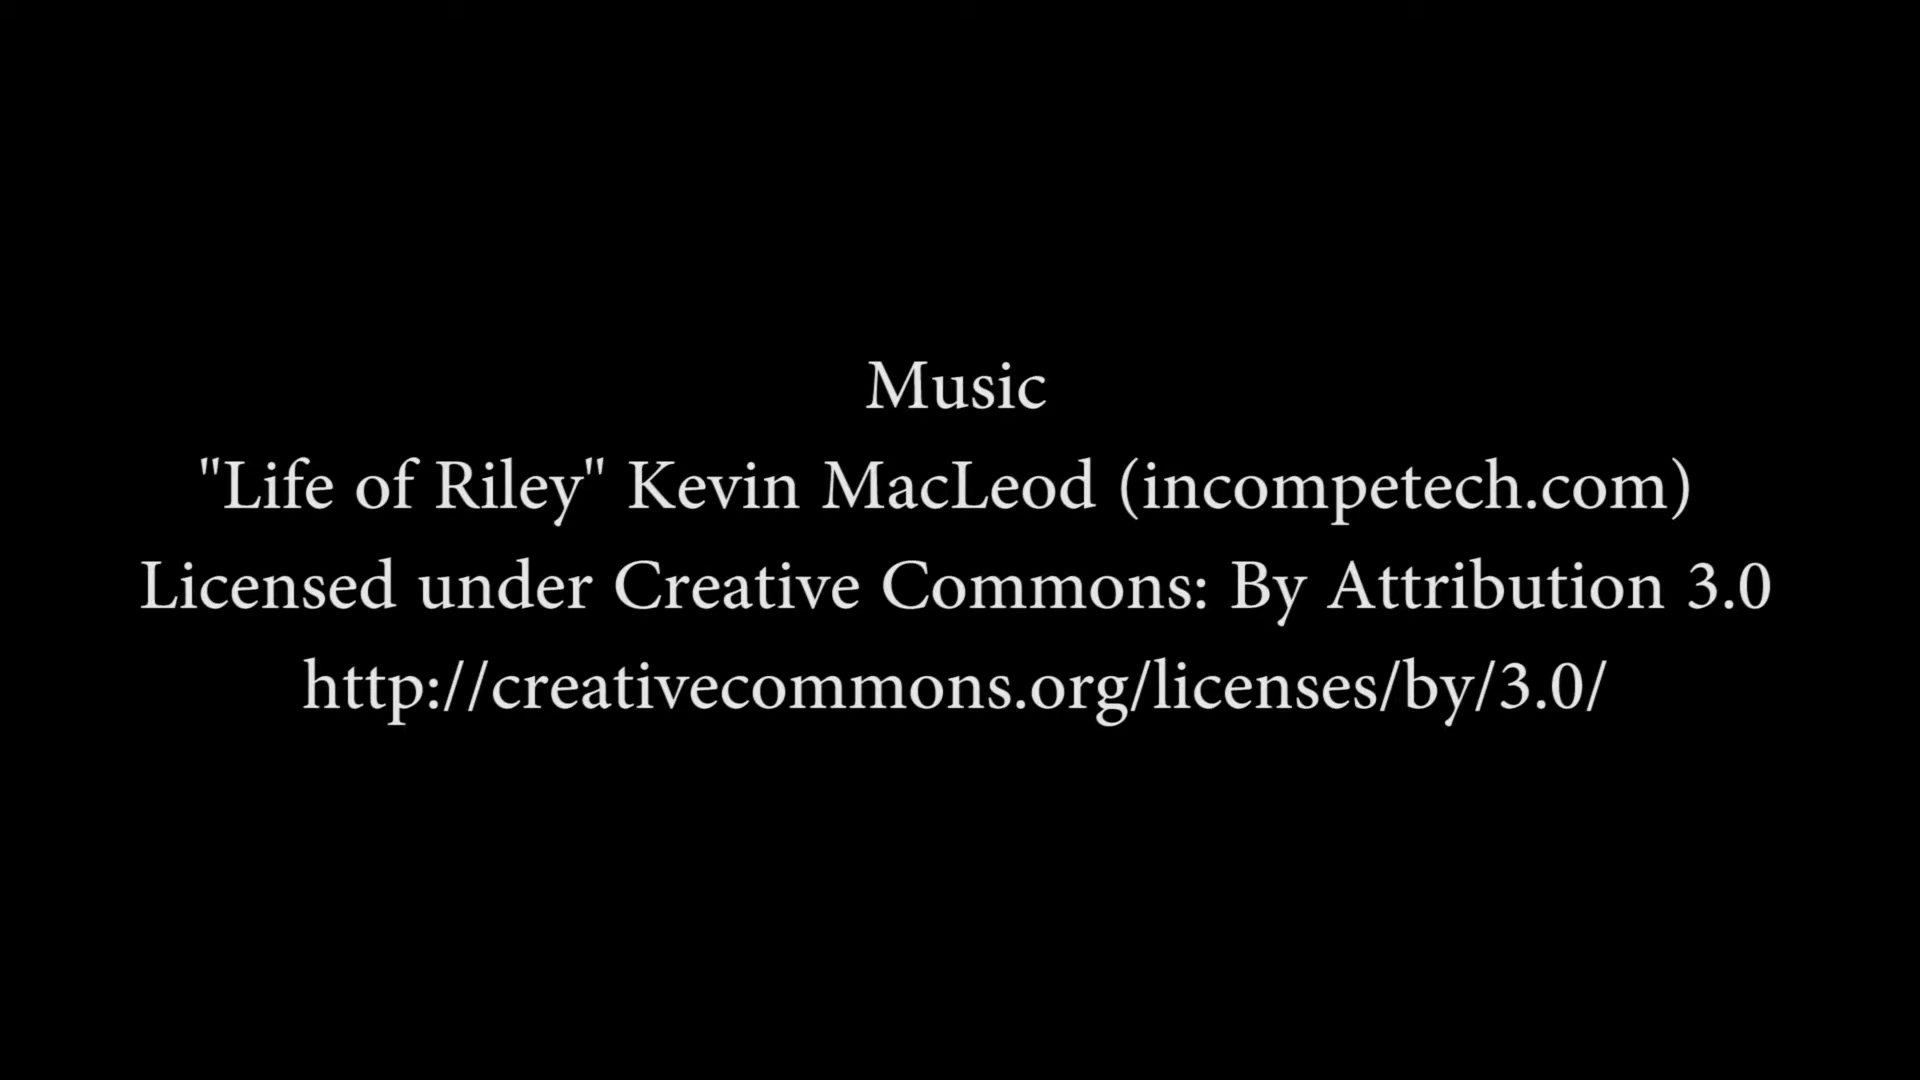 Music
"Life of Riley" Kevin MacLeod (incompetech.com)
Licensed under Creative Commons: By Attribution 3.0
http://creativecommons.org/licenses/by/3.0/